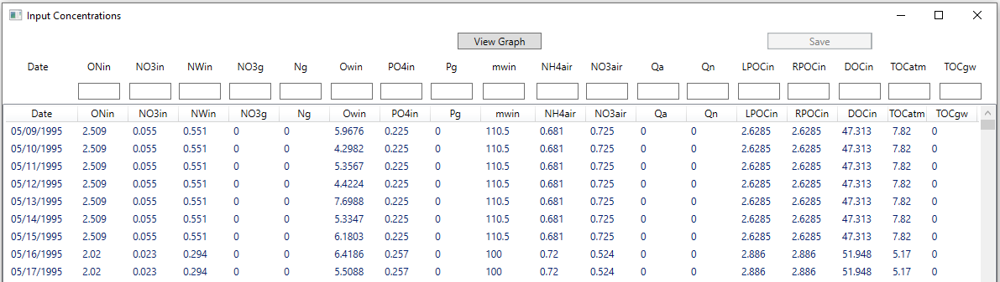 Input Concentrations
View Graph Save
Date ONin NO3in NWin NO3g Ng Owin PO4in Pg mwin NH4air NO3air Qa Qn LPOCin RPOCin DOCin TOCatm TOCgw
Date ONin NO3in NWin NO3g Ng Owin PO4in Pg mwin NH4air NO3air Qa Qn LPOCin RPOCin DOCin TOCatm TOCgw
05/09/1995 2.509 0.055 0.551 0 0 5.9676 0.225 0 110.5 0.681 0.725 0 0 2.6285 2.6285 47.313 7.82 0
05/10/1995 2.509 0.055 0.551 0 0 4.2982 0.225 0 110.5 0.681 0.725 0 0 2.6285 2.6285 47.313 7.82 0
05/11/1995 2.509 0.055 0.551 0 0 5.3567 0.225 0 110.5 0.681 0.725 0 0 2.6285 2.6285 47.313 7.82 0
05/12/1995 2.509 0.055 0.551 0 0 4.4224 0.225 0 110.5 0.681 0.725 0 0 2.6285 2.6285 47.313 7.82 0
05/13/1995 2.509 0.055 0.551 0 0 7.6988 0.225 0 110.5 0.681 0.725 0 0 2.6285 2.6285 47.313 7.82 0
05/14/1995 2.509 0.055 0.551 0 0 5.3347 0.225 0 110.5 0.681 0.725 0 0 2.6285 2.6285 47.313 7.82 0
05/15/1995 2.509 0.055 0.551 0 0 6.1803 0.225 0 110.5 0.681 0.725 0 0 2.6285 2.6285 47.313 7.82 0
05/16/1995 2.02 0.023 0.294 0 0 6.4186 0.257 0 100 0.72 0.524 0 0 2.886 2.886 51.948 5.17 0
05/17/1995 2.02 0.023 0.294 0 0 5.5088 0.257 0 100 0.72 0.524 0 0 2.886 2.886 51.948 5.17 0